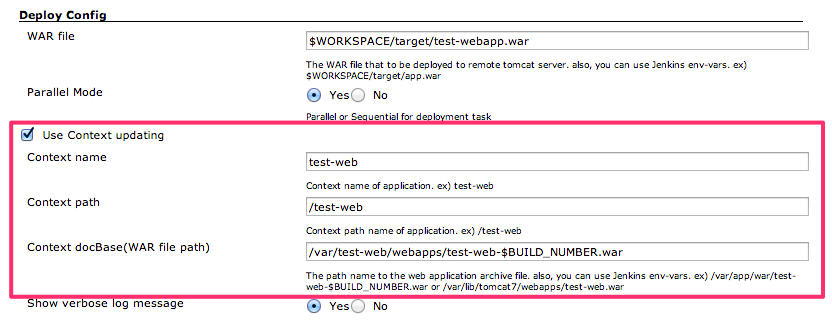 Deploy Config
WAR file
$WORKSPACE/target/test-webapp.war
The WAR file that to be deployed to remote tomcat server. also, you can use Jenkins env-vars. ex)
$WORKSPACE/target/app.war
Parallel Mode
Yes No
Parallel or Sequential for deployment task
Use Context updating
Context name
test-web
Context name of application. ex) test-web
Context path
/test-web
Context path name of application. ex) /test-web
Context docBase(WAR file path)
/var/test-web/webapps/test-web-$BUILD_NUMBER.war
The path name to the web application archive file. also, you can use Jenkins env-vars. ex) /var/app/war/test-
web-$BUILD_NUMBER.war or /var/lib/tomcat7/webapps/test-web.war
Show verbose log message
Yes No